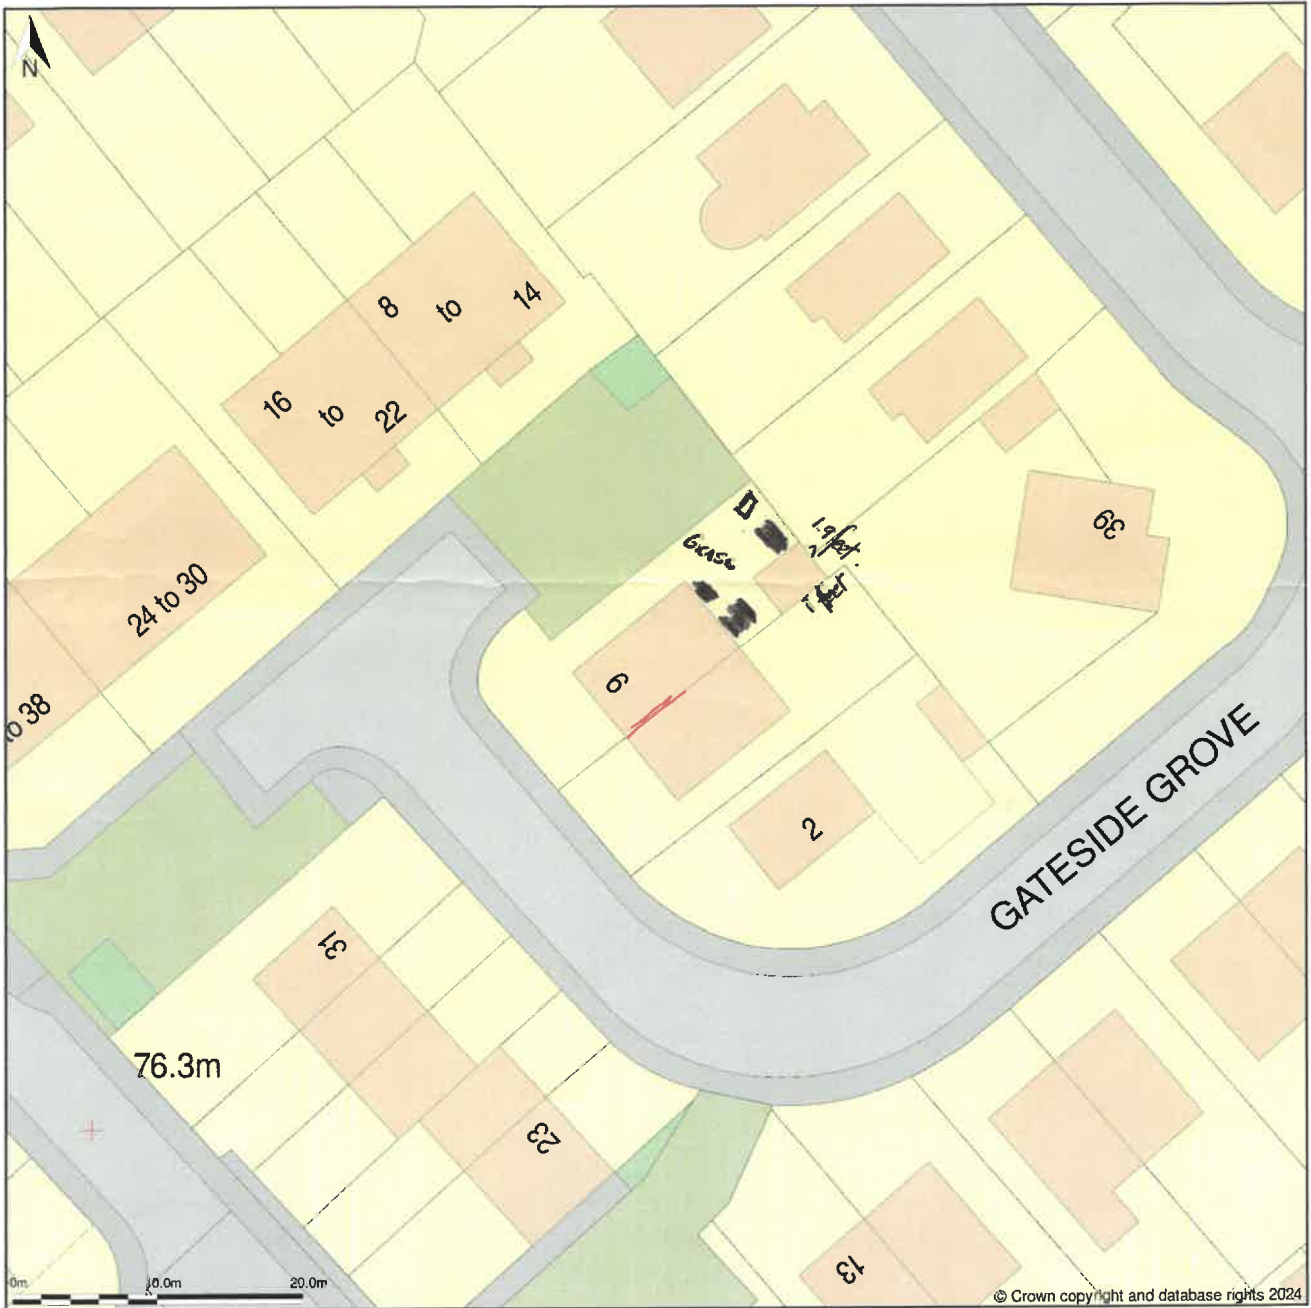 N
8
to
14
16
to
22
24 to 30
to 38
39
1.9 feet.
Grass
feet
6
2
GATESIDE GROVE
31
76.3m
23
13
0m
10.0m
20.0m
© Crown copyright and database rights 2024